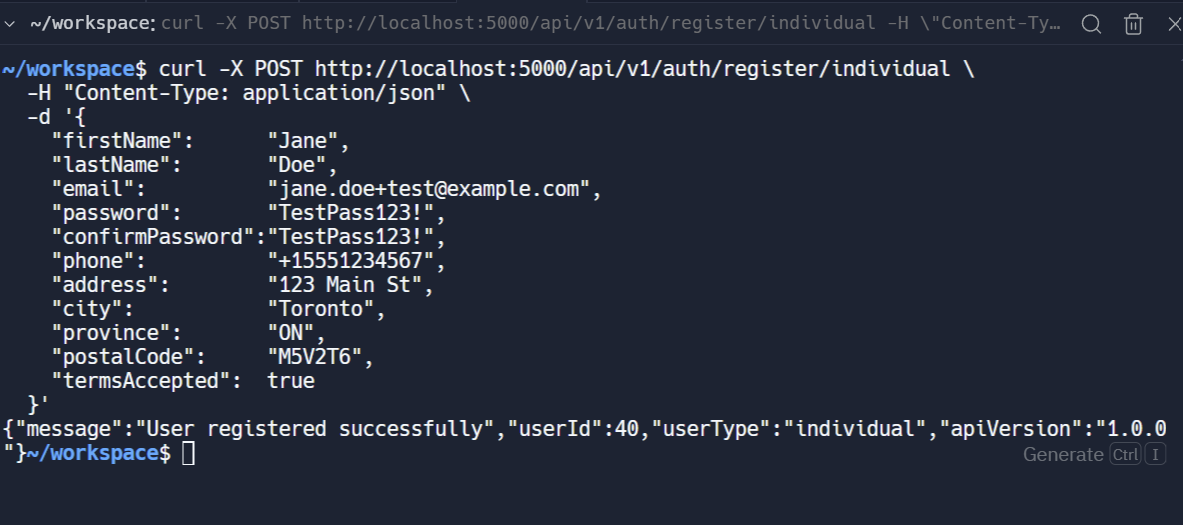 ~/workspace: curl -X POST http://localhost:5000/api/v1/auth/register/individual -H \"Content-Ty...
~/workspace$ curl -X POST http://localhost:5000/api/v1/auth/register/individual \
  -H "Content-Type: application/json" \
  -d '{
    "firstName":      "Jane",
    "lastName":       "Doe",
    "email":          "jane.doe+test@example.com",
    "password":       "TestPass123!",
    "confirmPassword":"TestPass123!",
    "phone":          "+15551234567",
    "address":        "123 Main St",
    "city":           "Toronto",
    "province":       "ON",
    "postalCode":     "M5V2T6",
    "termsAccepted":  true
  }'
{"message":"User registered successfully","userId":40,"userType":"individual","apiVersion":"1.0.0
"}~/workspace$
Generate Ctrl I